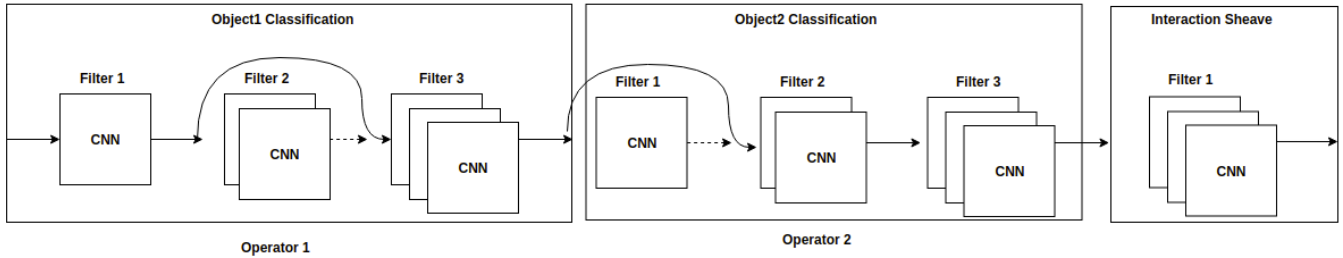 Object1 Classification
Object2 Classification
Interaction Sheave
Filter 1
Filter 2
Filter 3
Filter 1
Filter 2
Filter 3
Filter 1
CNN
CNN
CNN
CNN
CNN
CNN
CNN
Operator 1
Operator 2